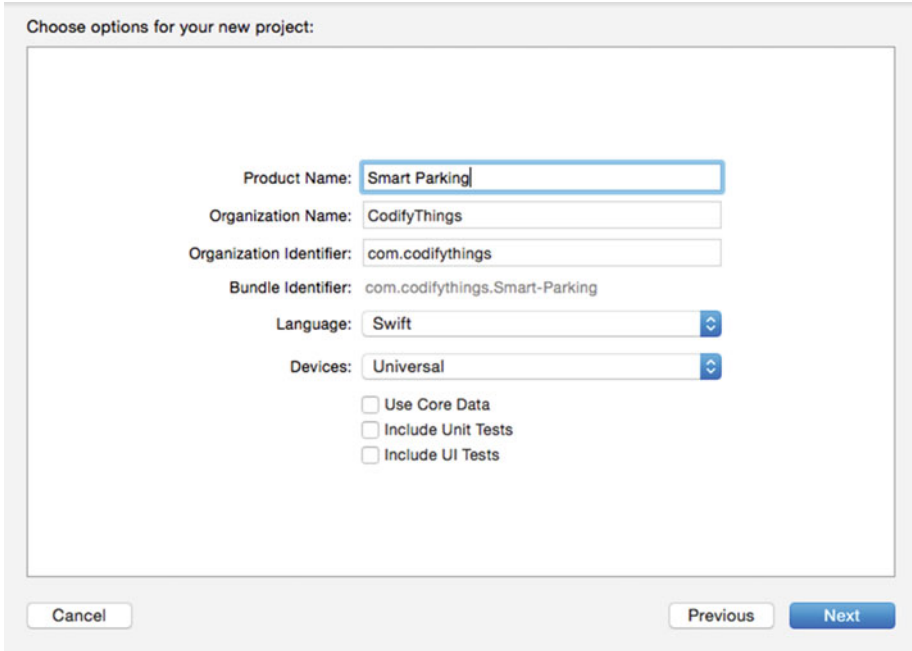 Choose options for your new project:
Product Name: Smart Parking
Organization Name: CodifyThings
Organization Identifier: com.codifythings
Bundle Identifier: com.codifythings.Smart-Parking
Language: Swift
Devices: Universal
Use Core Data
Include Unit Tests
Include UI Tests
Cancel Previous Next